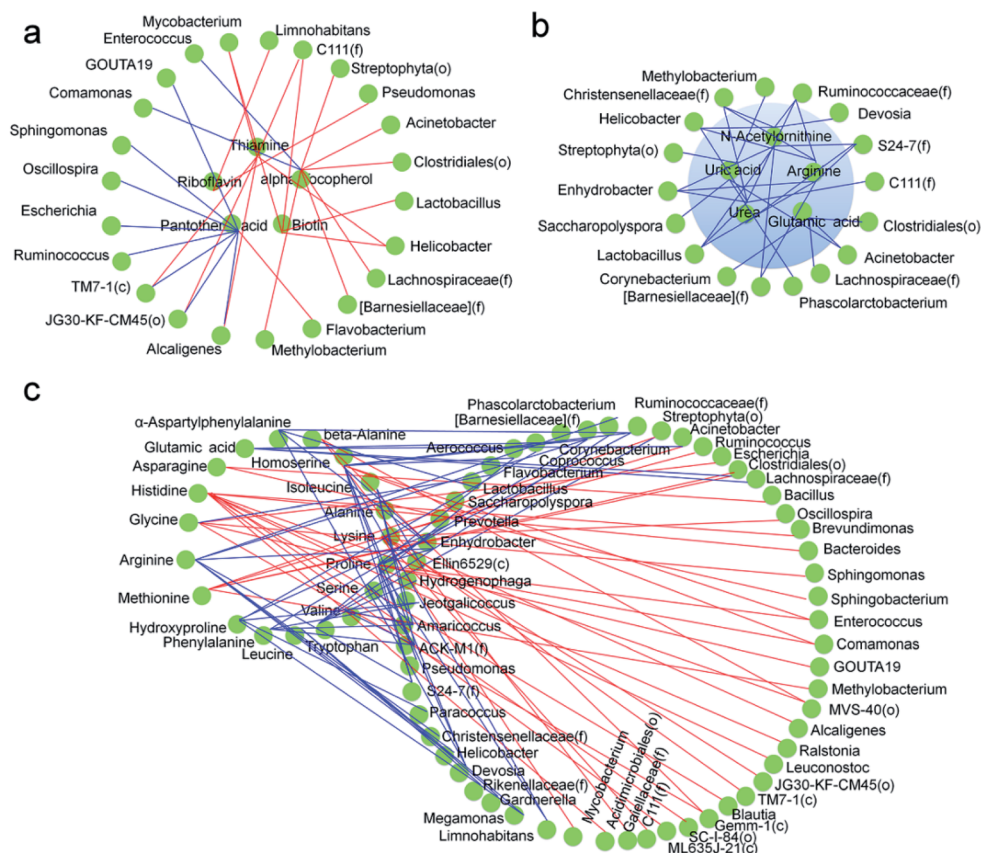 a
Mycobacterium
Enterococcus
GOUTA19
Comamonas
Sphingomonas
Oscillospira
Escherichia
Ruminococcus
TM7-1(c)
JG30-KF-CM45(o)
Alcaligenes
Limnohabitans
C111(f)
Streptophyta(o)
Pseudomonas
Acinetobacter
Clostridiales(o)
Lactobacillus
Helicobacter
Lachnospiraceae(f)
[Barnesiellaceae](f)
Flavobacterium
Methylobacterium
Thiamine
Riboflavin
alpha-tocopherol
Pantothenic acid
Biotin
b
Methylobacterium
Christensenellaceae(f)
Helicobacter
Streptophyta(o)
Enhydrobacter
Saccharopolyspora
Lactobacillus
Corynebacterium
[Barnesiellaceae](f)
Ruminococcaceae(f)
Devosia
S24-7(f)
C111(f)
Clostridiales(o)
Acinetobacter
Lachnospiraceae(f)
Phascolarctobacterium
N-Acetylornithine
Uric acid
Arginine
Urea
Glutamic acid
c
α-Aspartylphenylalanine
beta-Alanine
Glutamic acid
Homoserine
Asparagine
Isoleucine
Histidine
Alanine
Glycine
Lysine
Arginine
Proline
Methionine
Serine
Valine
Hydroxyproline
Phenylalanine
Leucine
Tryptophan
Phascolarctobacterium
[Barnesiellaceae](f)
Aerococcus
Corynebacterium
Coprococcus
Flavobacterium
Lactobacillus
Saccharopolyspora
Prevotella
Enhydrobacter
Ellin6529(c)
Hydrogenophaga
Jeotgalicoccus
Amaricoccus
ACK-M1(f)
Pseudomonas
S24-7(f)
Paracoccus
Christensenellaceae(f)
Helicobacter
Devosia
Rikenellaceae(f)
Gardnerella
Megamonas
Limnohabitans
Ruminococcaceae(f)
Streptophyta(o)
Acinetobacter
Ruminococcus
Escherichia
Clostridiales(o)
Lachnospiraceae(f)
Bacillus
Oscillospira
Brevundimonas
Bacteroides
Sphingomonas
Sphingobacterium
Enterococcus
Comamonas
GOUTA19
Methylobacterium
MVS-40(o)
Alcaligenes
Ralstonia
Leuconostoc
JG30-KF-CM45(o)
TM7-1(c)
Blautia
Gemm-1(c)
SC-I-84(o)
ML635J-21(c)
Mycobacterium
Acidimicrobiales(o)
Gaiellaceae(f)
C111(f)